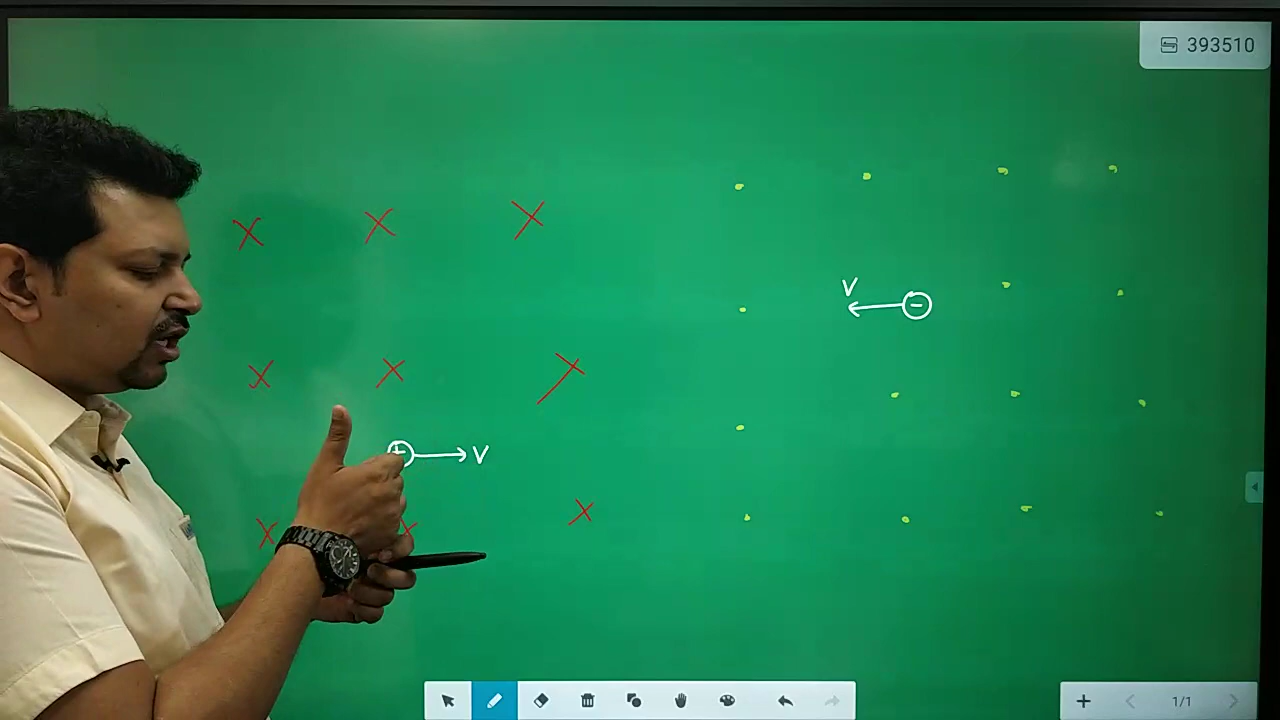 393510
× × ×
V
⊖
× × ×
⊕ V
× × ×
1/1